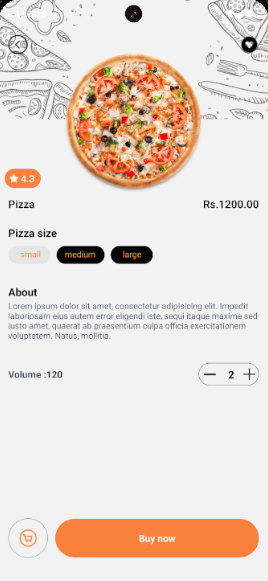 4.3
Pizza Rs.1200.00
Pizza size
small medium large
About
Lorem ipsum dolor sit amet, consectetur adipisicing elit. Impedit
laboriosam eius autem error eligendi iste, sequi itaque maxime sed
iusto amet, quaerat ab praesentium culpa officia exercitationem
voluptatem. Natus, mollitia.
Volume :120 2
Buy now